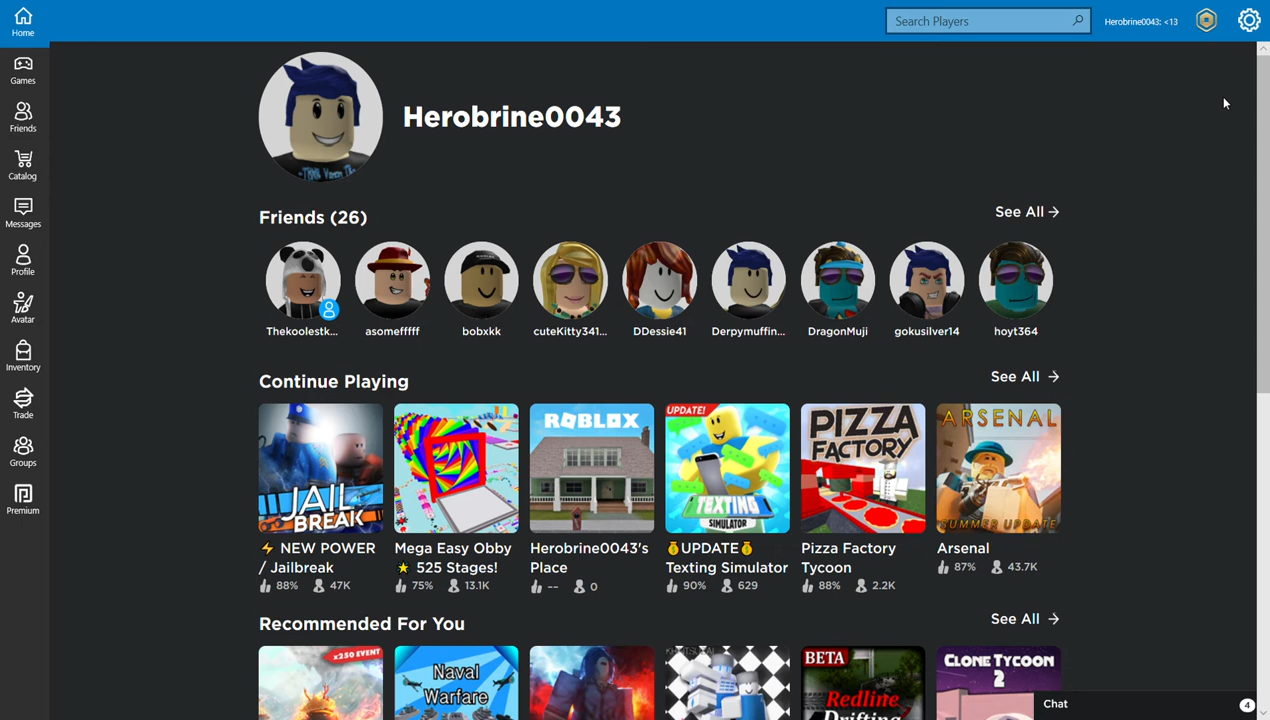 Home
Search Players
Herobrine0043: <13
Games
Friends
Catalog
Messages
Profile
Avatar
Inventory
Trade
Groups
Premium
Herobrine0043
Friends (26)
See All
Thekoolestk...
asomefffff
bobxkk
cuteKitty341...
DDessie41
Derpymuffin...
DragonMuji
gokusilver14
hoyt364
Continue Playing
See All
JAIL
BREAK
ROBLOX
UPDATE!
TEXTING
SIMULATOR
PIZZA
FACTORY
ARSENAL
SUMMER UPDATE
⚡ NEW POWER
/ Jailbreak
88% 47K
Mega Easy Obby
⭐ 525 Stages!
75% 13.1K
Herobrine0043's
Place
-- 0
🥇UPDATE🥇
Texting Simulator
90% 629
Pizza Factory
Tycoon
88% 2.2K
Arsenal
87% 43.7K
Recommended For You
See All
x250 EVENT
Naval
Warfare
BETA
Redline
Drifting
CLONE TYCOON
2
Chat
4